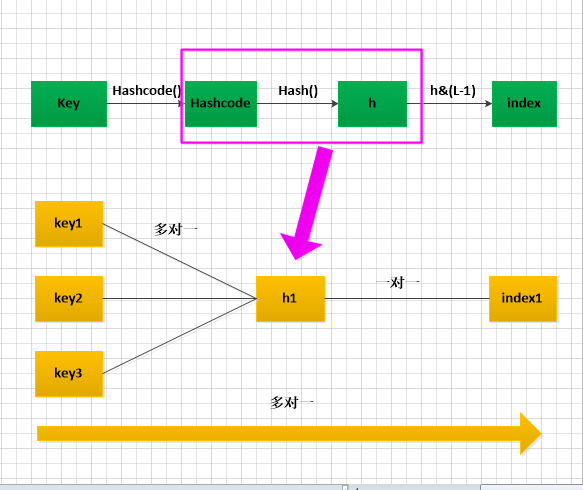 Hashcode() Hash() h&(L-1)
Key Hashcode h index
key1
多对一
key2 h1 一对一 index1
key3
多对一